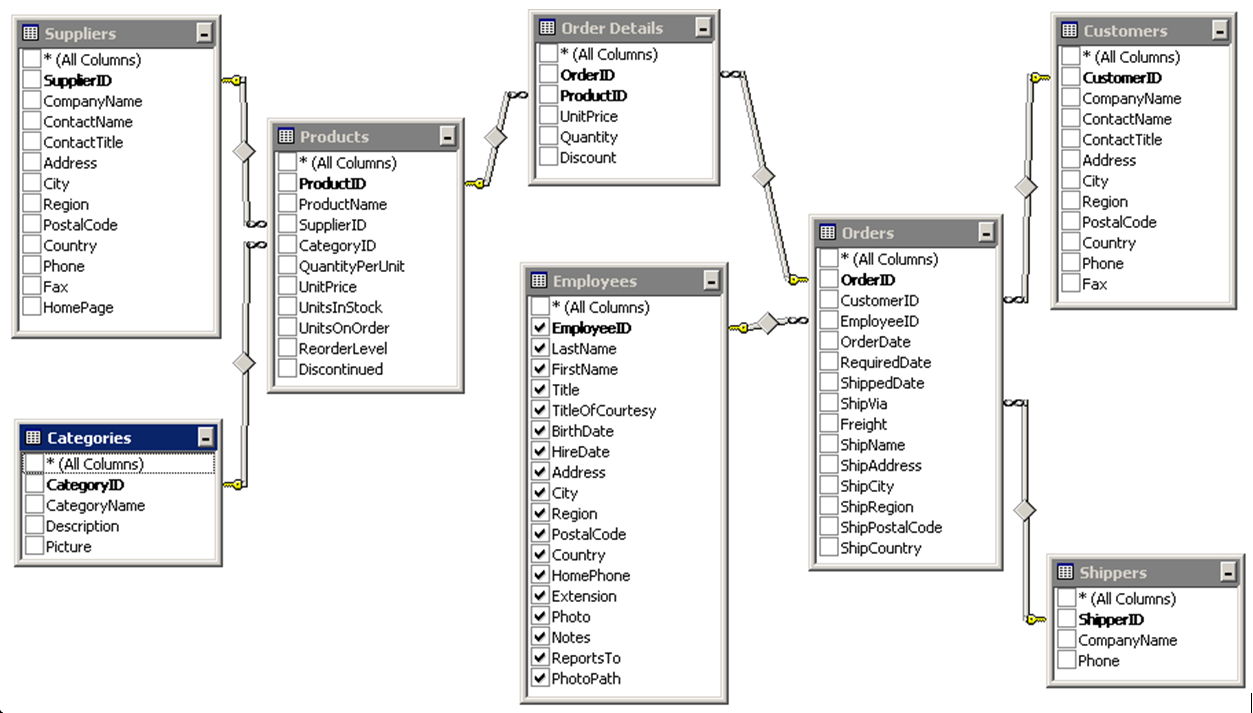 Suppliers
* (All Columns)
SupplierID
CompanyName
ContactName
ContactTitle
Address
City
Region
PostalCode
Country
Phone
Fax
HomePage
Categories
* (All Columns)
CategoryID
CategoryName
Description
Picture
Products
* (All Columns)
ProductID
ProductName
SupplierID
CategoryID
QuantityPerUnit
UnitPrice
UnitsInStock
UnitsOnOrder
ReorderLevel
Discontinued
Order Details
* (All Columns)
OrderID
ProductID
UnitPrice
Quantity
Discount
Employees
* (All Columns)
EmployeeID
LastName
FirstName
Title
TitleOfCourtesy
BirthDate
HireDate
Address
City
Region
PostalCode
Country
HomePhone
Extension
Photo
Notes
ReportsTo
PhotoPath
Orders
* (All Columns)
OrderID
CustomerID
EmployeeID
OrderDate
RequiredDate
ShippedDate
ShipVia
Freight
ShipName
ShipAddress
ShipCity
ShipRegion
ShipPostalCode
ShipCountry
Customers
* (All Columns)
CustomerID
CompanyName
ContactName
ContactTitle
Address
City
Region
PostalCode
Country
Phone
Fax
Shippers
* (All Columns)
ShipperID
CompanyName
Phone